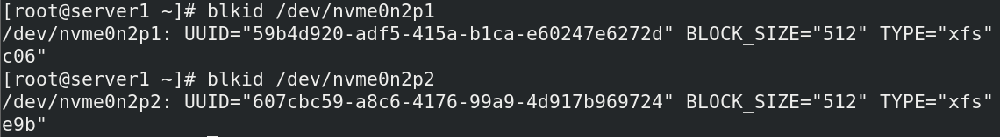 [root@server1 ~]# blkid /dev/nvme0n2p1
/dev/nvme0n2p1: UUID="59b4d920-adf5-415a-b1ca-e60247e6272d" BLOCK_SIZE="512" TYPE="xfs"
c06"
[root@server1 ~]# blkid /dev/nvme0n2p2
/dev/nvme0n2p2: UUID="607cbc59-a8c6-4176-99a9-4d917b969724" BLOCK_SIZE="512" TYPE="xfs"
e9b"